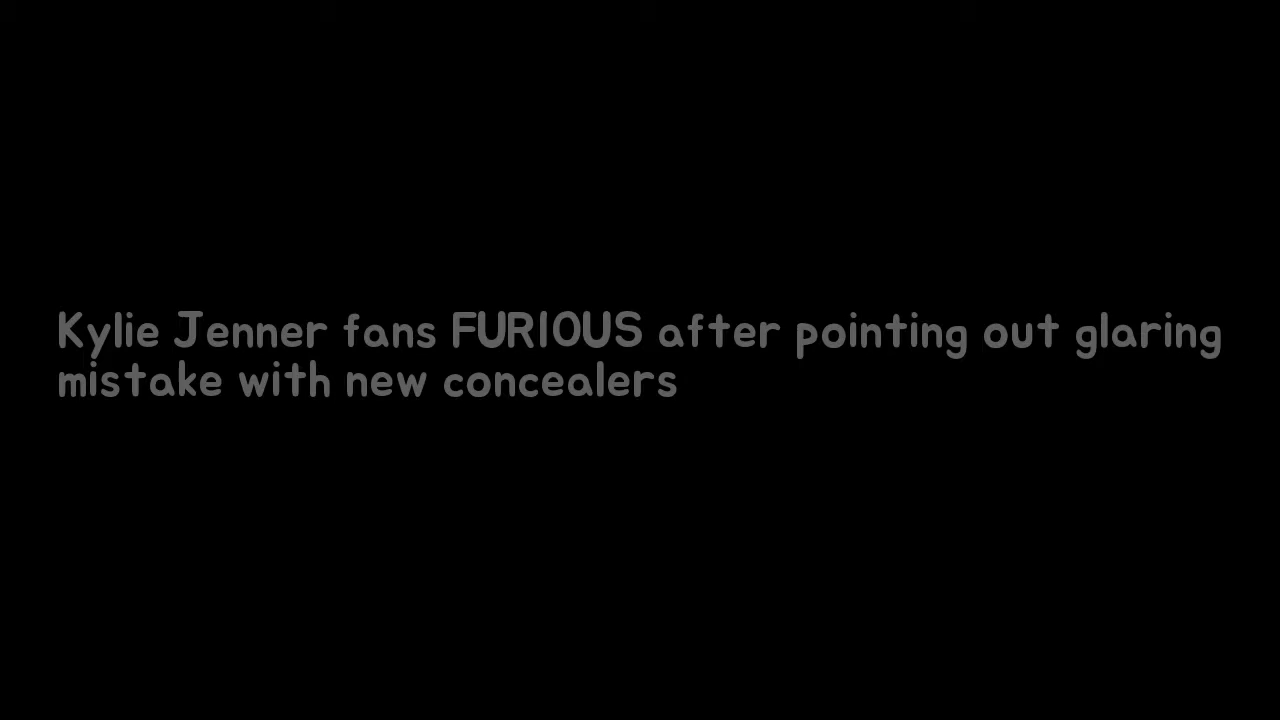 Kylie Jenner fans FURIOUS after pointing out glaring
mistake with new concealers